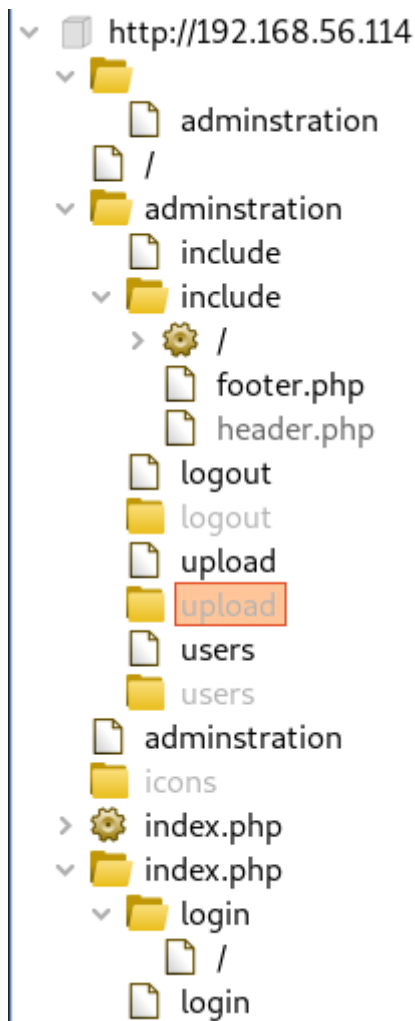 http://192.168.56.114
adminstration
/
adminstration
include
include
/
footer.php
header.php
logout
logout
upload
upload
users
users
adminstration
icons
index.php
index.php
login
/
login